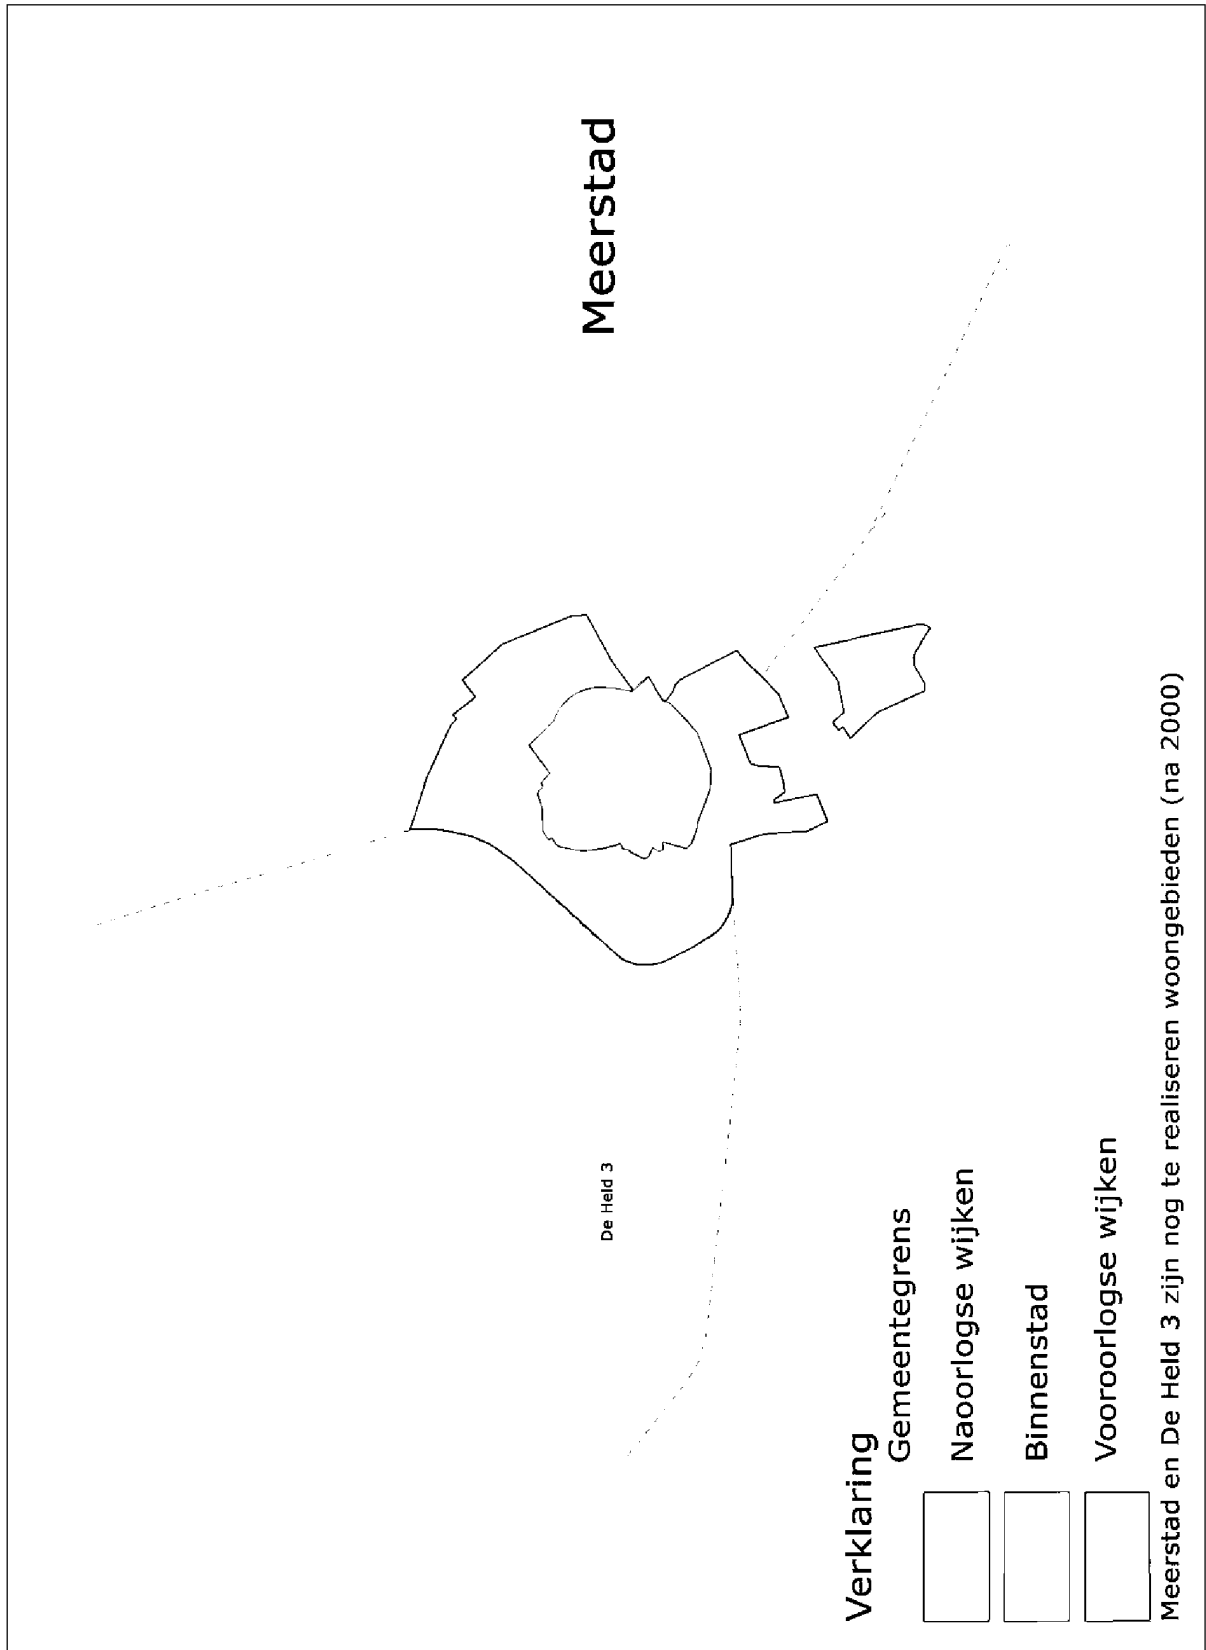 Meerstad
De Held 3
Verklaring
Gemeentegrens
Naoorlogse wijken
Binnenstad
Vooroorlogse wijken
Meerstad en De Held 3 zijn nog te realiseren woongebieden (na 2000)